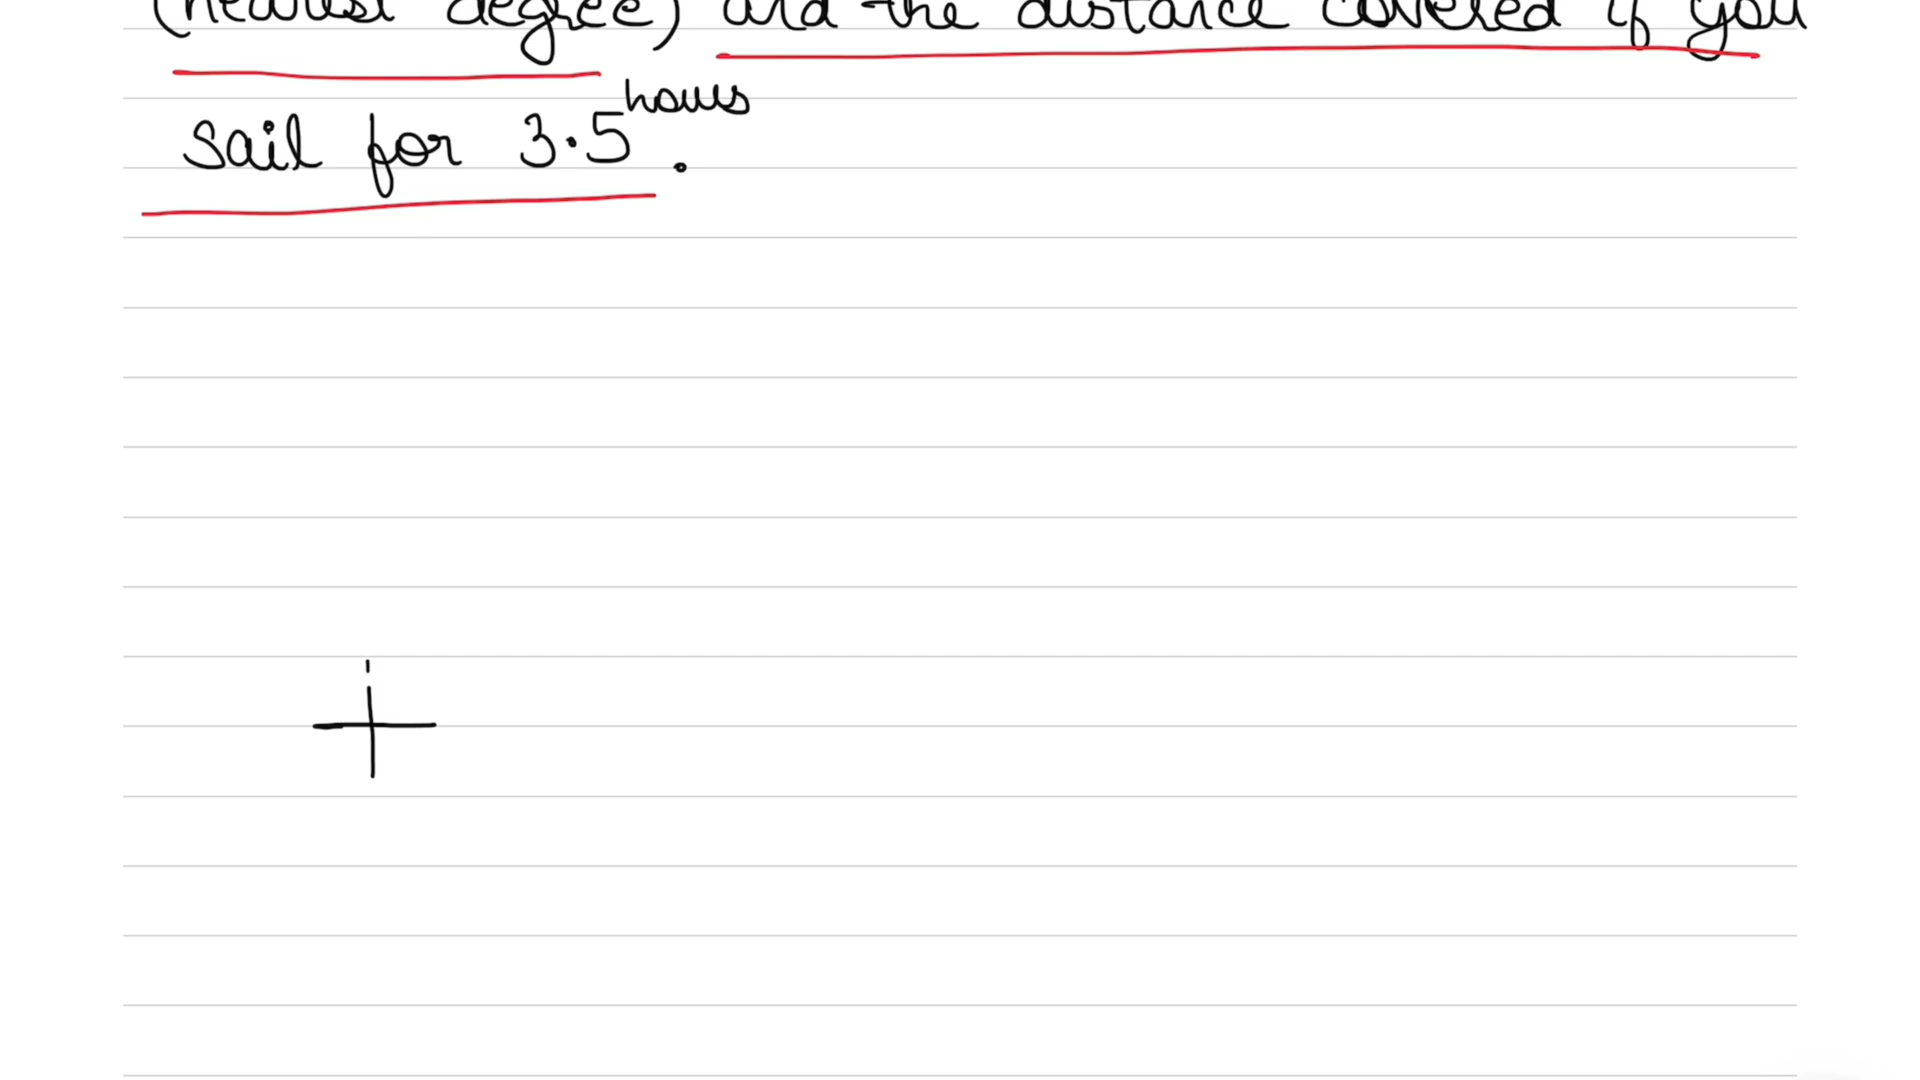 (nearest degree) and the distance covered if you
hours
Sail for 3.5 .